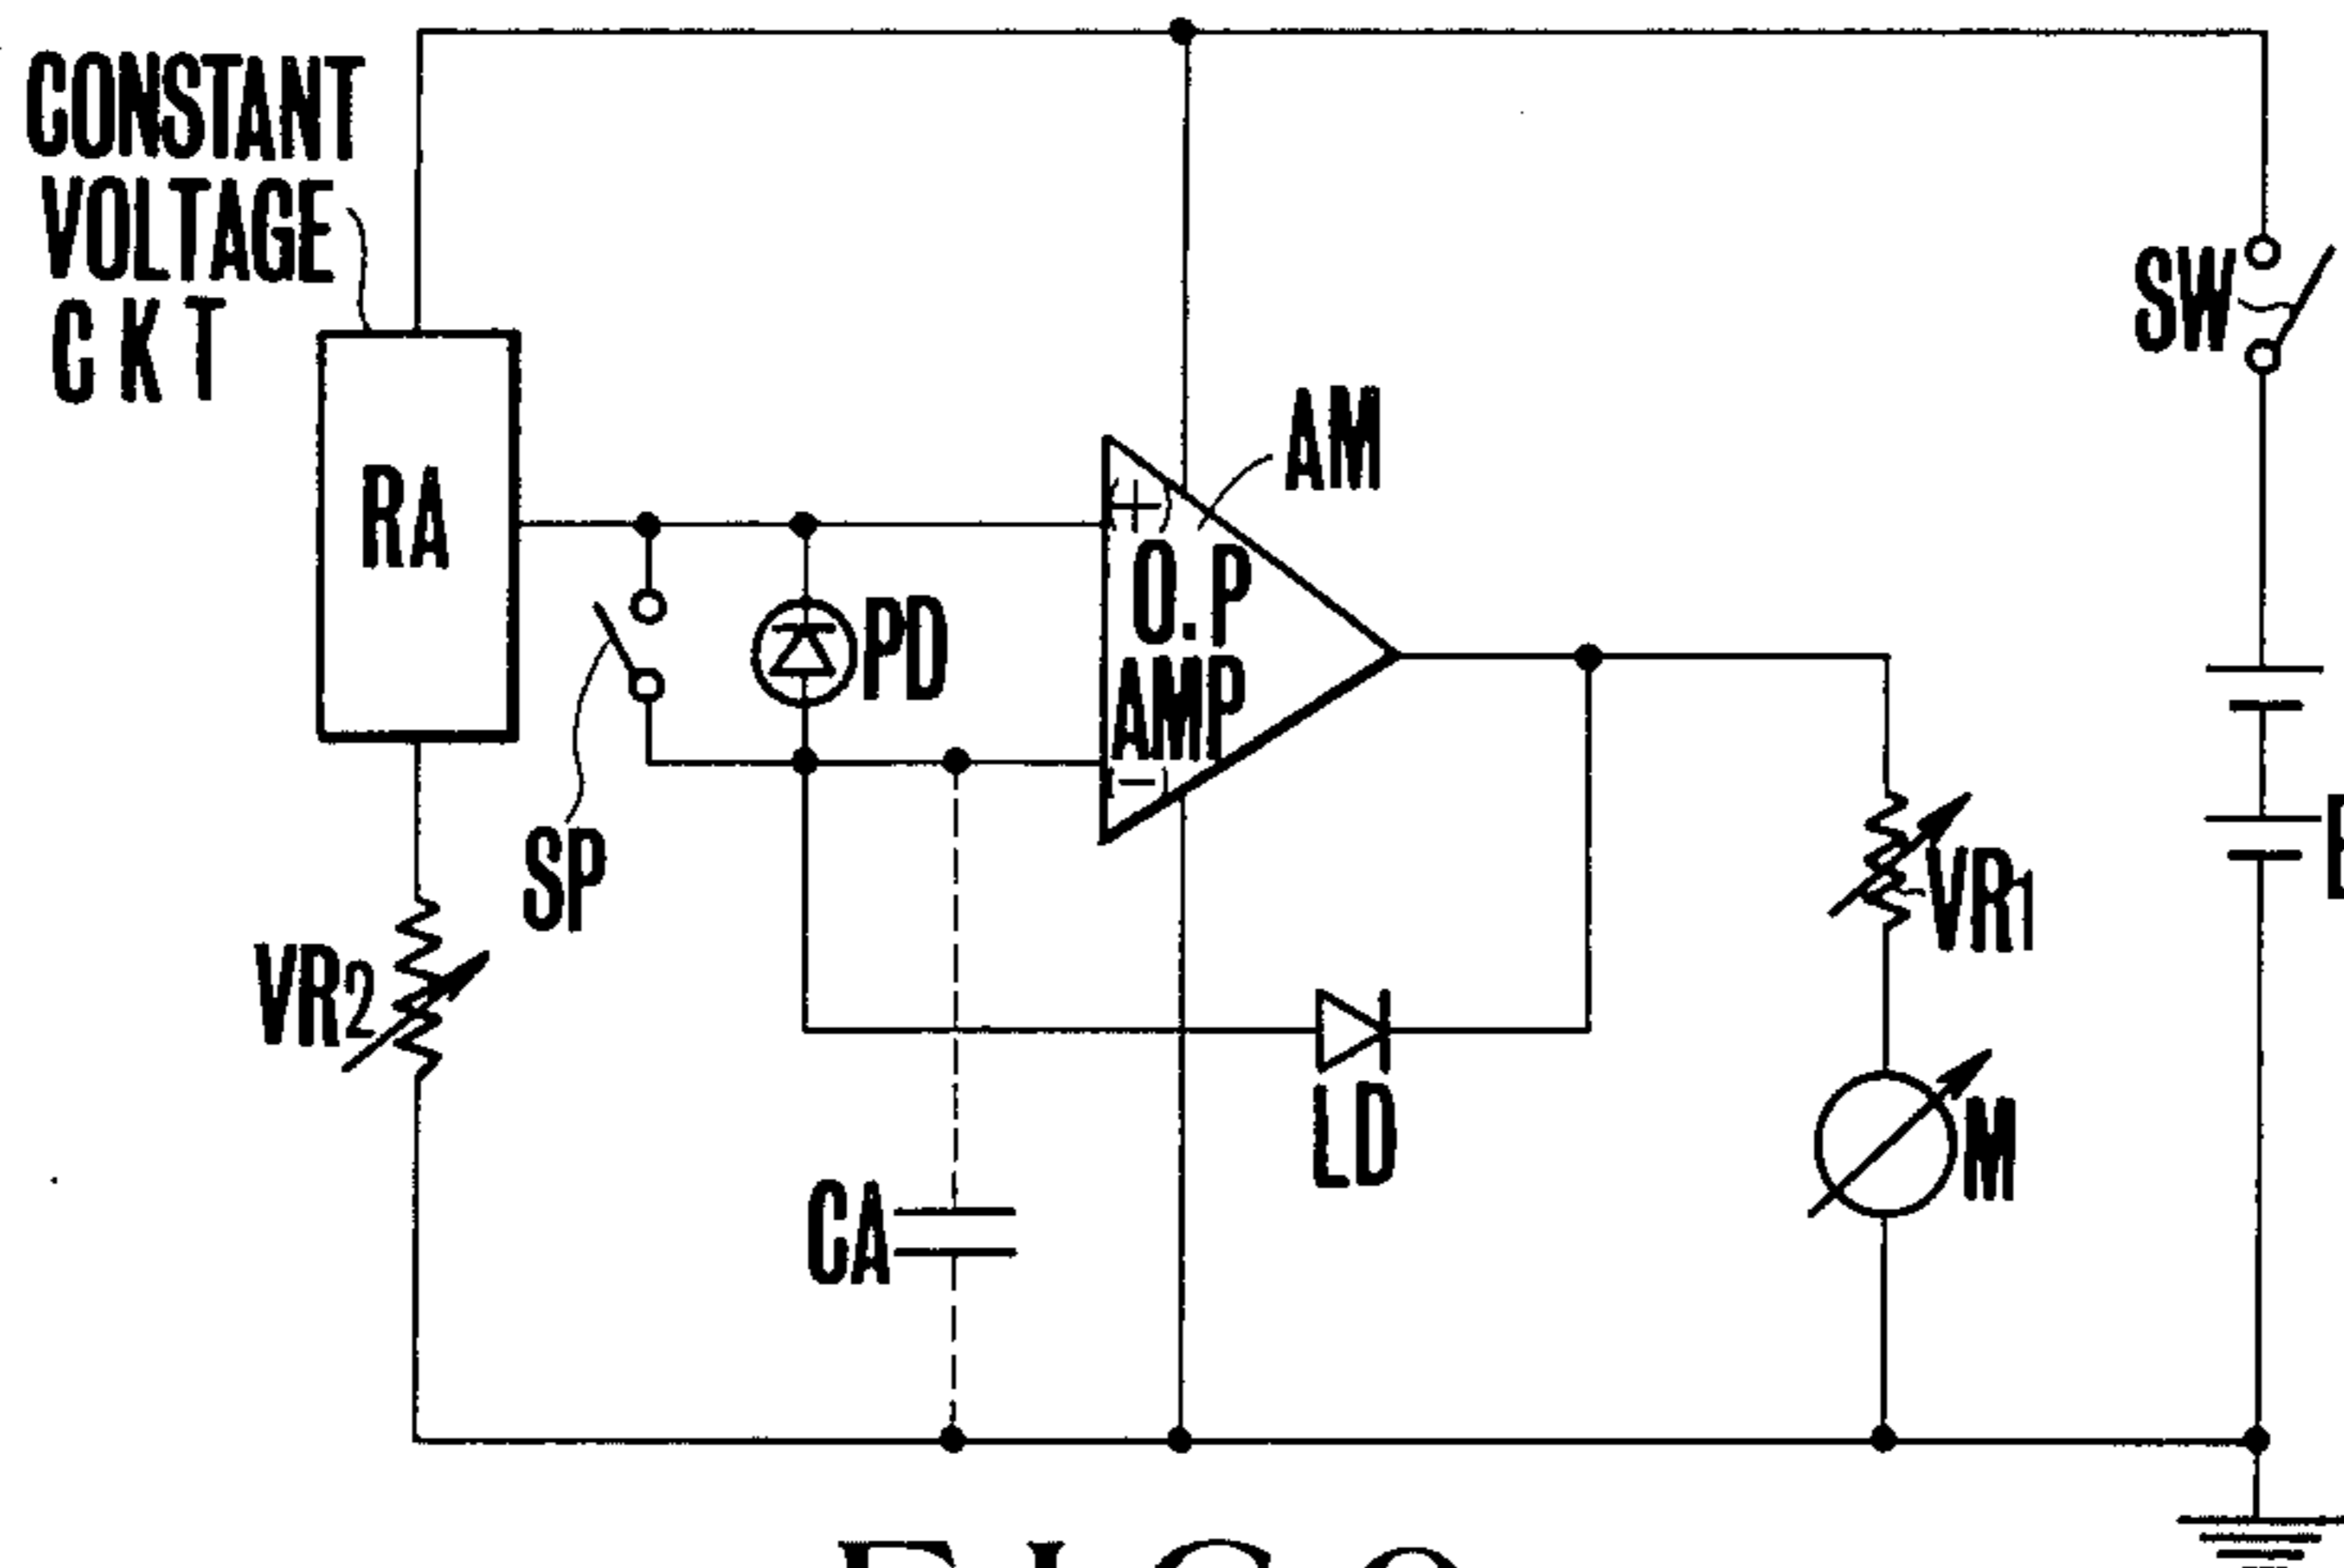 CONSTANT
VOLTAGE
CKT
RA
SW
AM
(+)
O.P
AMP
(-)
PD
SP
VR2
VR1
LD
M
CA